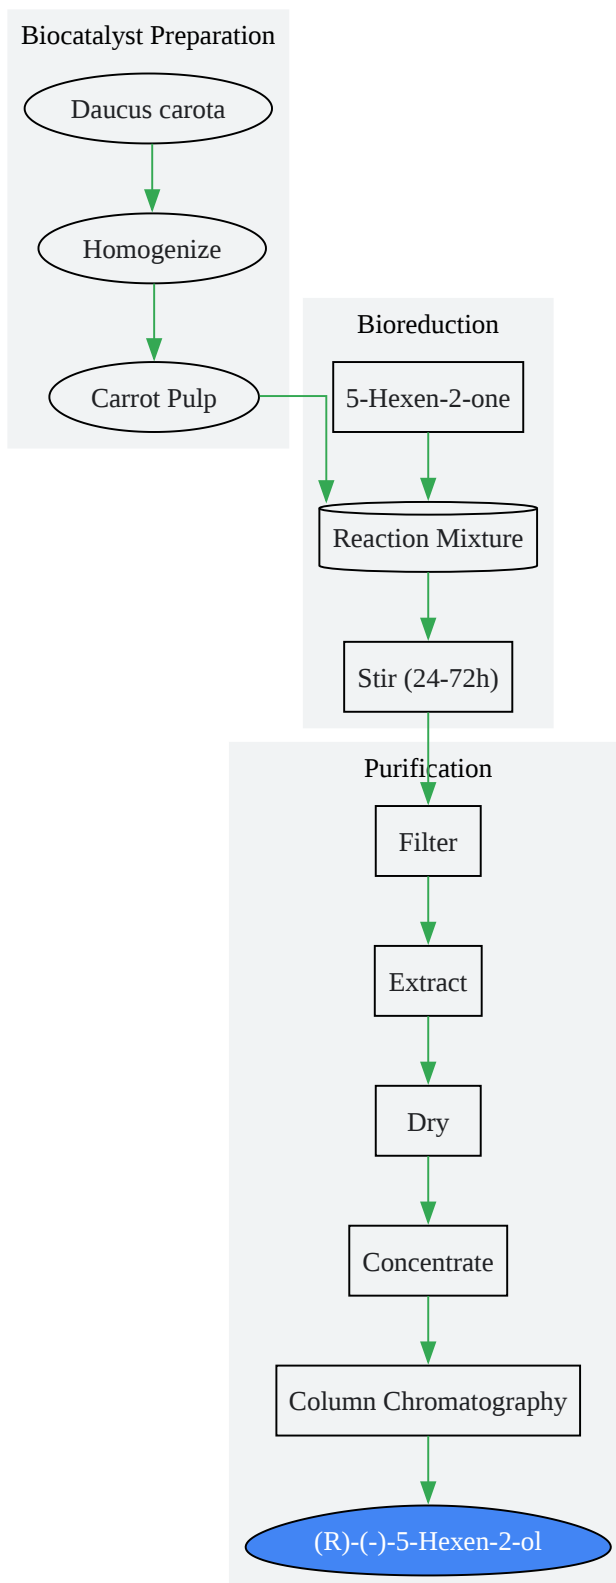 Biocatalyst Preparation
Daucus carota
Homogenize
Carrot Pulp
Bioreduction
5-Hexen-2-one
Reaction Mixture
Stir (24-72h)
Purification
Filter
Extract
Dry
Concentrate
Column Chromatography
(R)-(-)-5-Hexen-2-ol